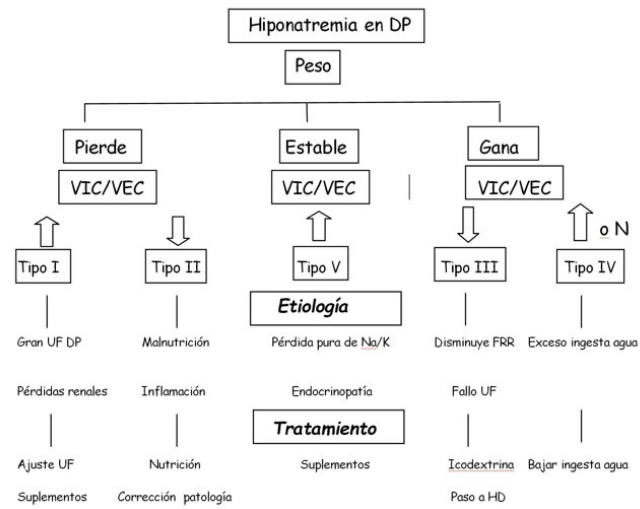 Hiponatremia en DP
Peso
Pierde Estable Gana
VIC/VEC VIC/VEC VIC/VEC
o N
Tipo I Tipo II Tipo V Tipo III Tipo IV
Etiología
Gran UF DP Malnutrición Pérdida pura de Na/K Disminuye FRR Exceso ingesta agua
Pérdidas renales Inflamación Endocrinopatía Fallo UF
Tratamiento
Ajuste UF Nutrición Suplementos Icodextrina Bajar ingesta agua
Suplementos Corrección patología Paso a HD